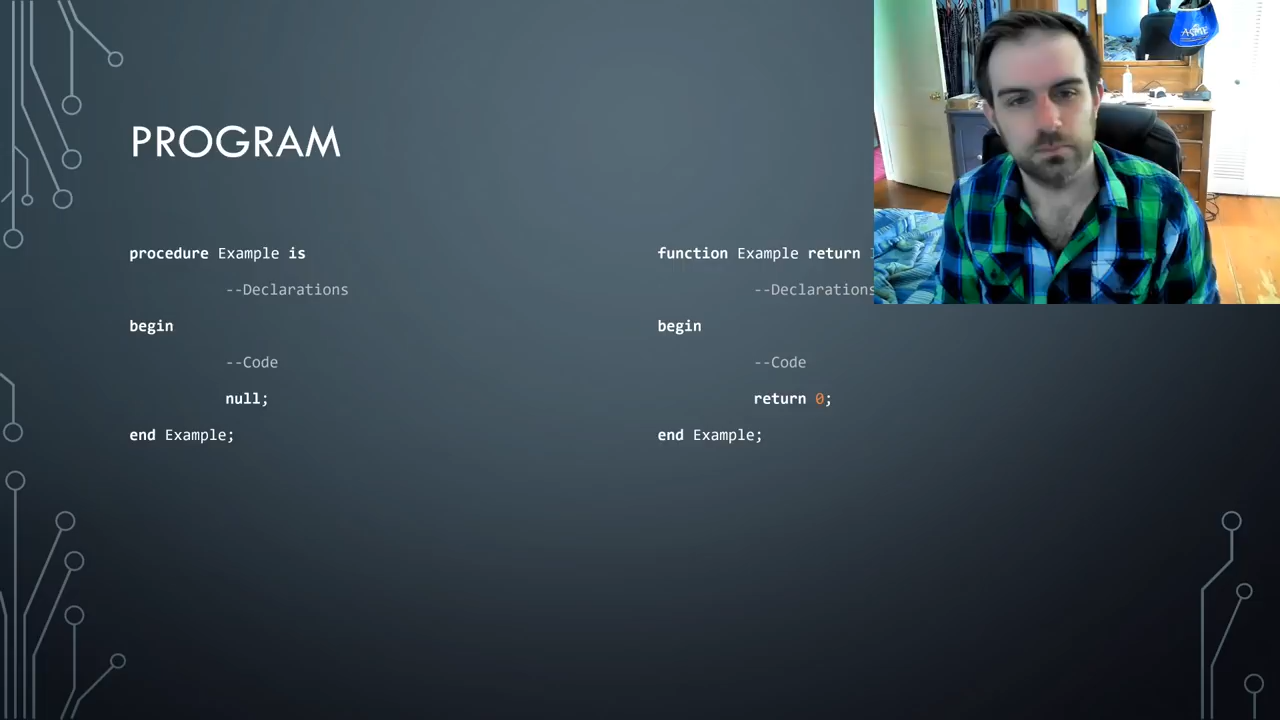 PROGRAM
procedure Example is
--Declarations
begin
--Code
null;
end Example;
function Example return
--Declarations
begin
--Code
return 0;
end Example;
ASME